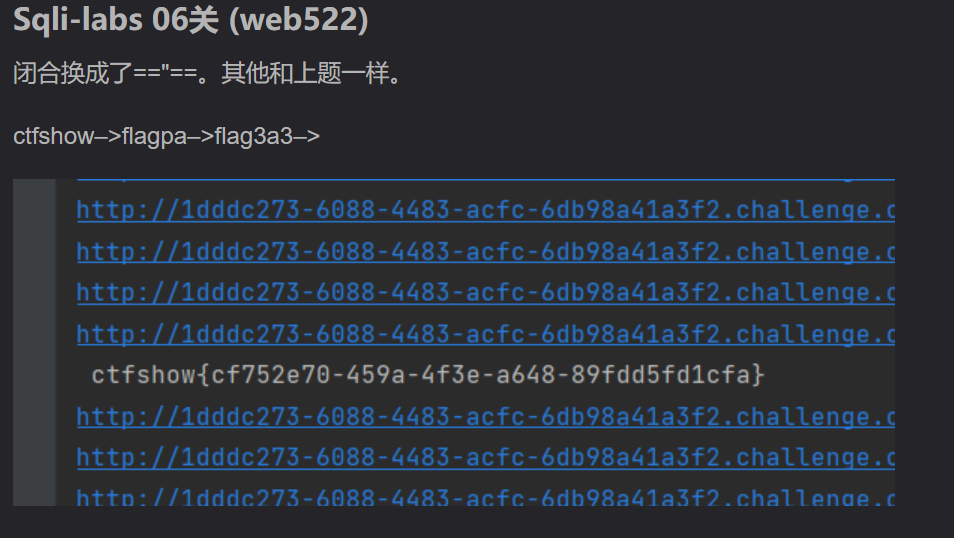 Sqli-labs 06关 (web522)
闭合换成了=="==。其他和上题一样。
ctfshow–>flagpa–>flag3a3–>
http://1dddc273-6088-4483-acfc-6db98a41a3f2.challenge.c
http://1dddc273-6088-4483-acfc-6db98a41a3f2.challenge.c
http://1dddc273-6088-4483-acfc-6db98a41a3f2.challenge.c
http://1dddc273-6088-4483-acfc-6db98a41a3f2.challenge.c
ctfshow{cf752e70-459a-4f3e-a648-89fdd5fd1cfa}
http://1dddc273-6088-4483-acfc-6db98a41a3f2.challenge.c
http://1dddc273-6088-4483-acfc-6db98a41a3f2.challenge.c
http://1dddc273-6088-4483-acfc-6db98a41a3f2.challenge.c